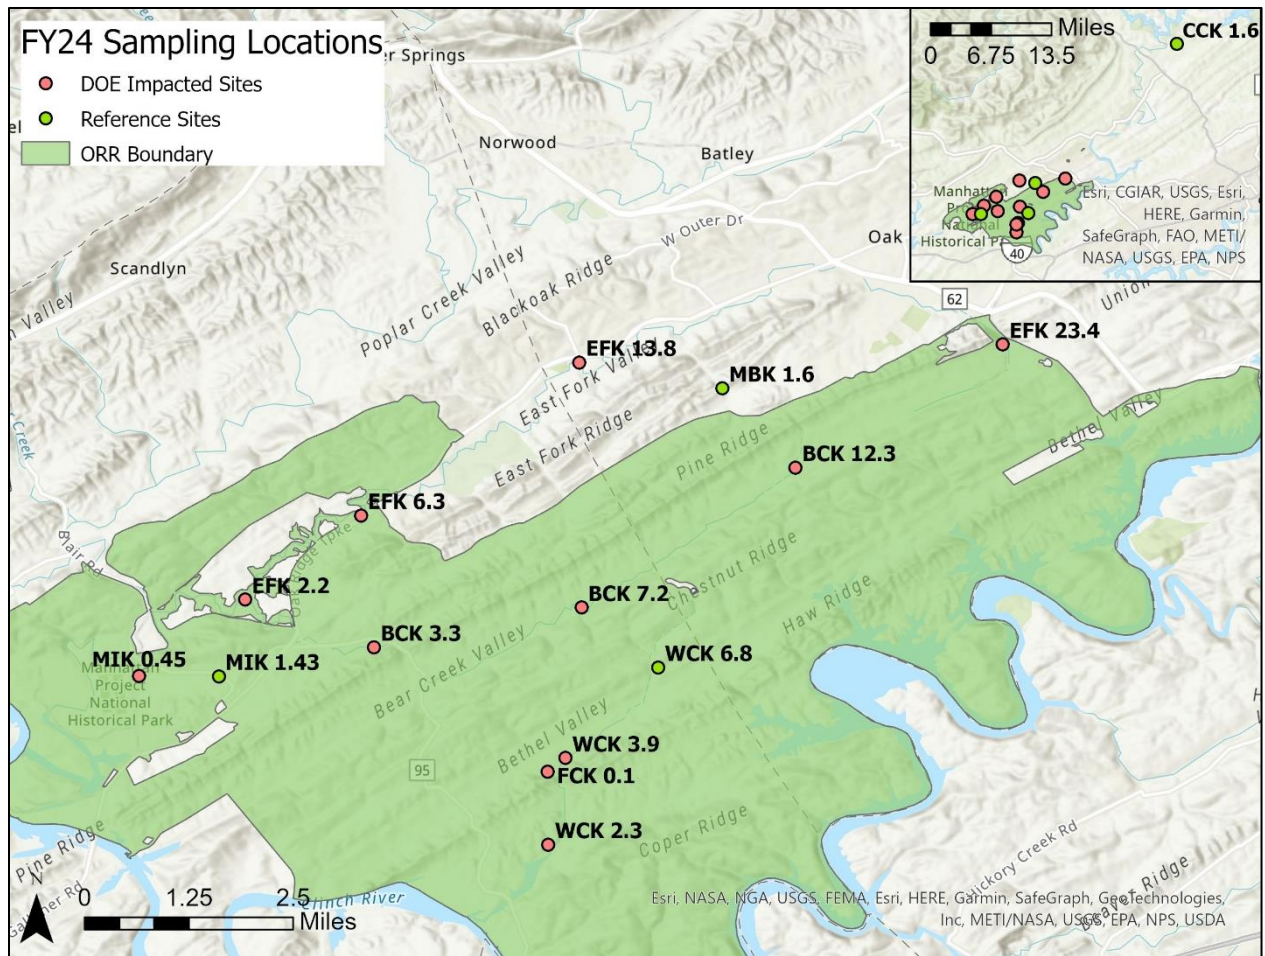 FY24 Sampling Locations
DOE Impacted Sites
Reference Sites
ORR Boundary
er Springs
Norwood
Batley
W Outer Dr
Oak
Scandlyn
Poplar Creek Valley
Blackoak Ridge
n Valley
Miles
0 6.75 13.5
CCK 1.6
Manhattan
National
Historical P
40
Esri, CGIAR, USGS, Esri,
HERE, Garmin,
SafeGraph, FAO, METI/
NASA, USGS, EPA, NPS
62
Union
EFK 23.4
EFK 13.8
East Fork Valley
MBK 1.6
East Fork Ridge
Pine Ridge
Bethel Valley
BCK 12.3
Creek
EFK 6.3
Blair Rd
EFK 2.2
BCK 7.2
Chestnut Ridge
Haw Ridge
BCK 3.3
Bear Creek Valley
WCK 6.8
MIK 0.45
MIK 1.43
Manhattan
Project
National
Historical Park
Bethel Valley
WCK 3.9
FCK 0.1
95
WCK 2.3
Coper Ridge
Pine Ridge
Hickory Creek Rd
Beaver Ridge
N
0 1.25 2.5
Miles
Clinch River
Esri, NASA, NGA, USGS, FEMA, Esri, HERE, Garmin, SafeGraph, GeoTechnologies,
Inc, METI/NASA, USGS, EPA, NPS, USDA